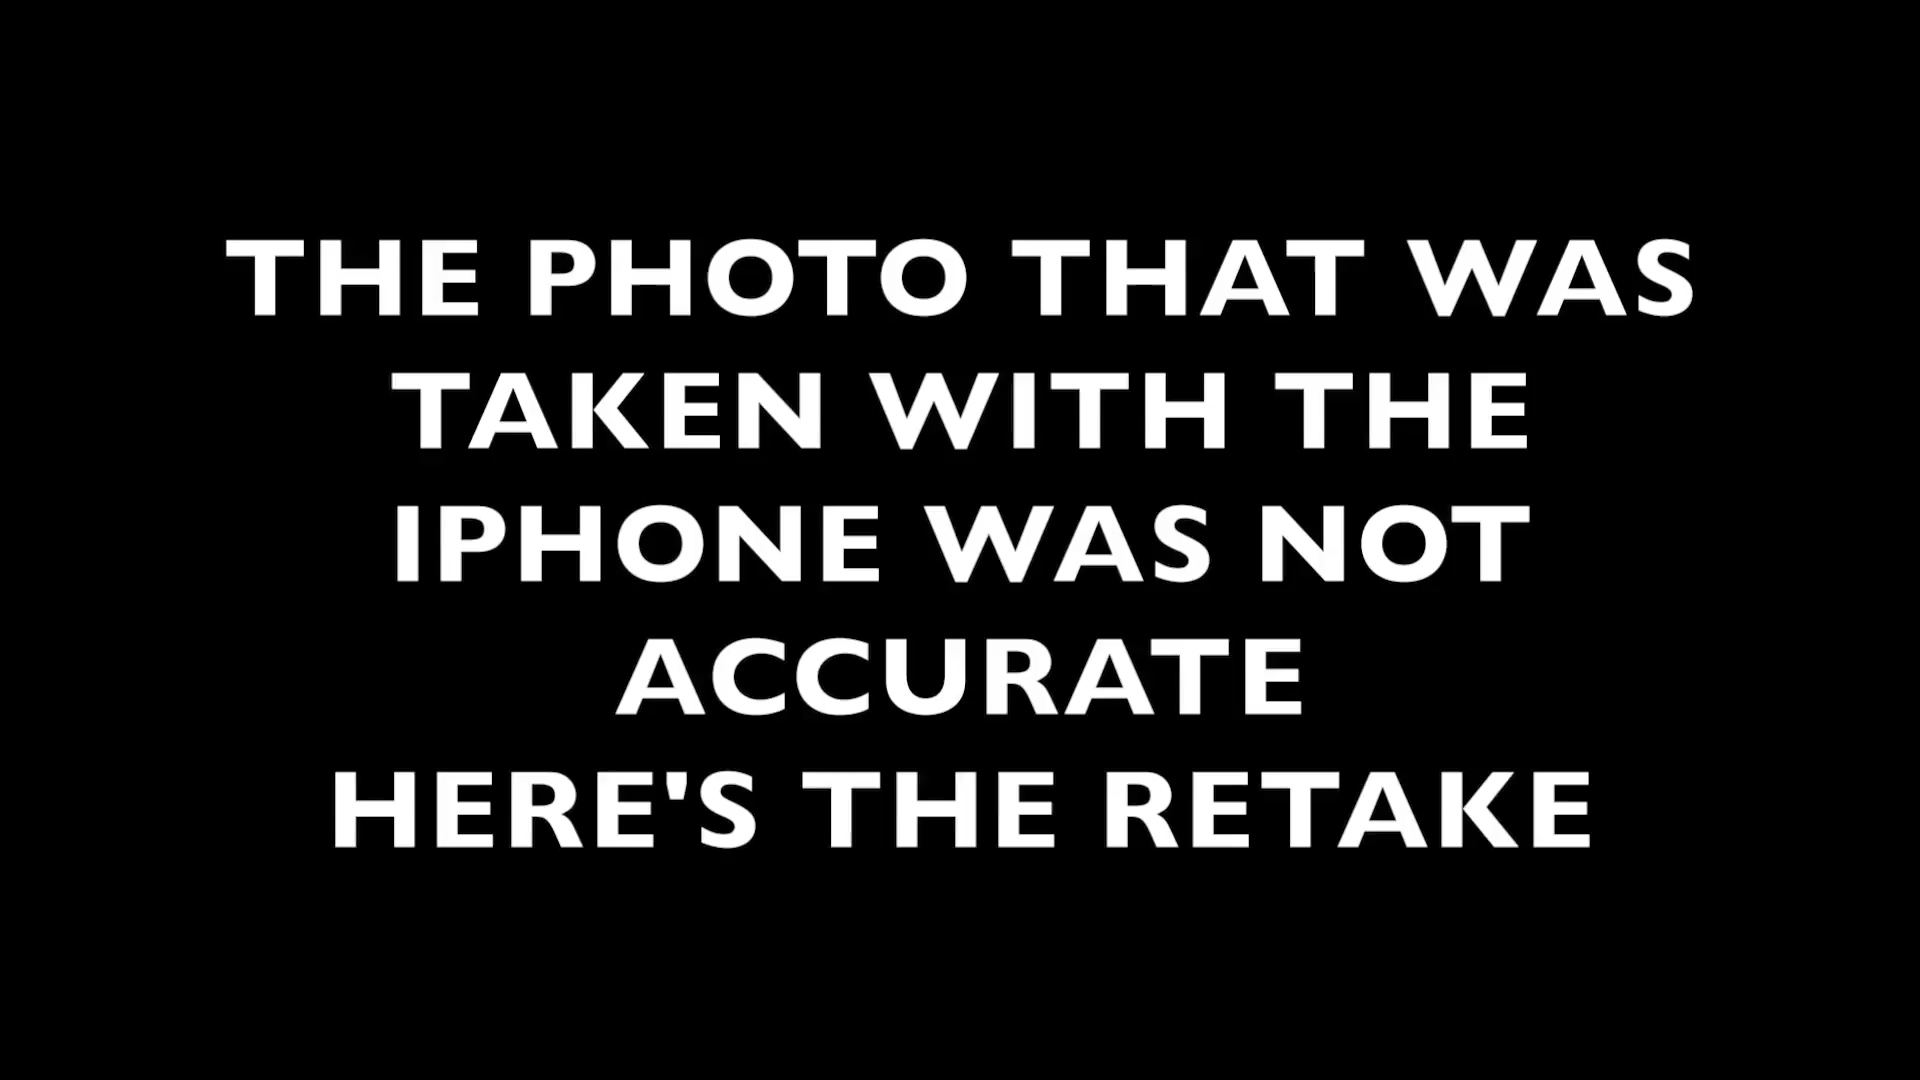 THE PHOTO THAT WAS
TAKEN WITH THE
IPHONE WAS NOT
ACCURATE
HERE'S THE RETAKE